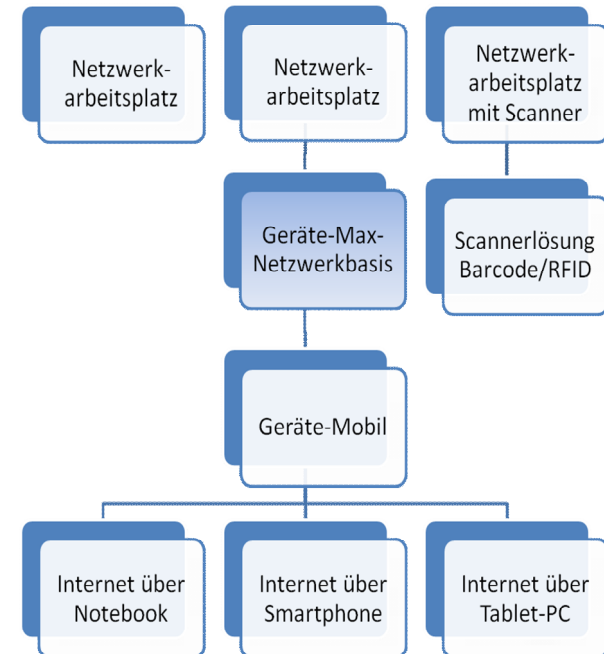 Netzwerk-
arbeitsplatz
Netzwerk-
arbeitsplatz
Netzwerk-
arbeitsplatz
mit Scanner
Geräte-Max-
Netzwerkbasis
Scannerlösung
Barcode/RFID
Geräte-Mobil
Internet über
Notebook
Internet über
Smartphone
Internet über
Tablet-PC